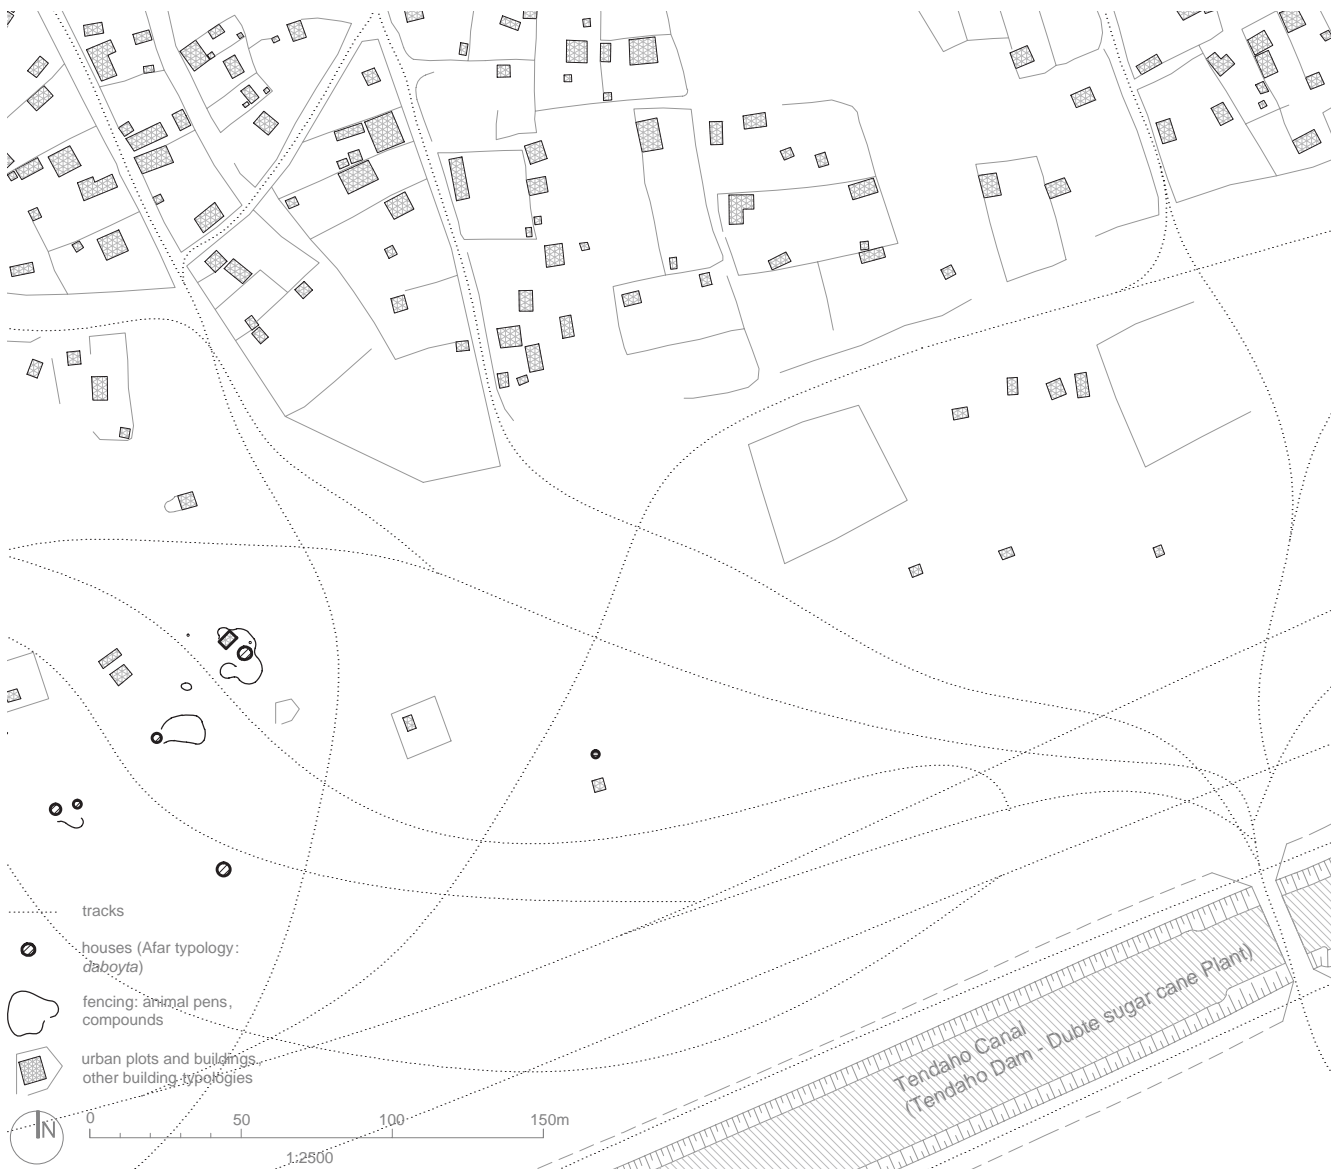 tracks
houses (Afar typology:
daboyta)
fencing: animal pens,
compounds
urban plots and buildings,
other building typologies
N
0 50 100 150m
1:2500
Tendaho Canal
(Tendaho Dam - Dubte sugar cane Plant)